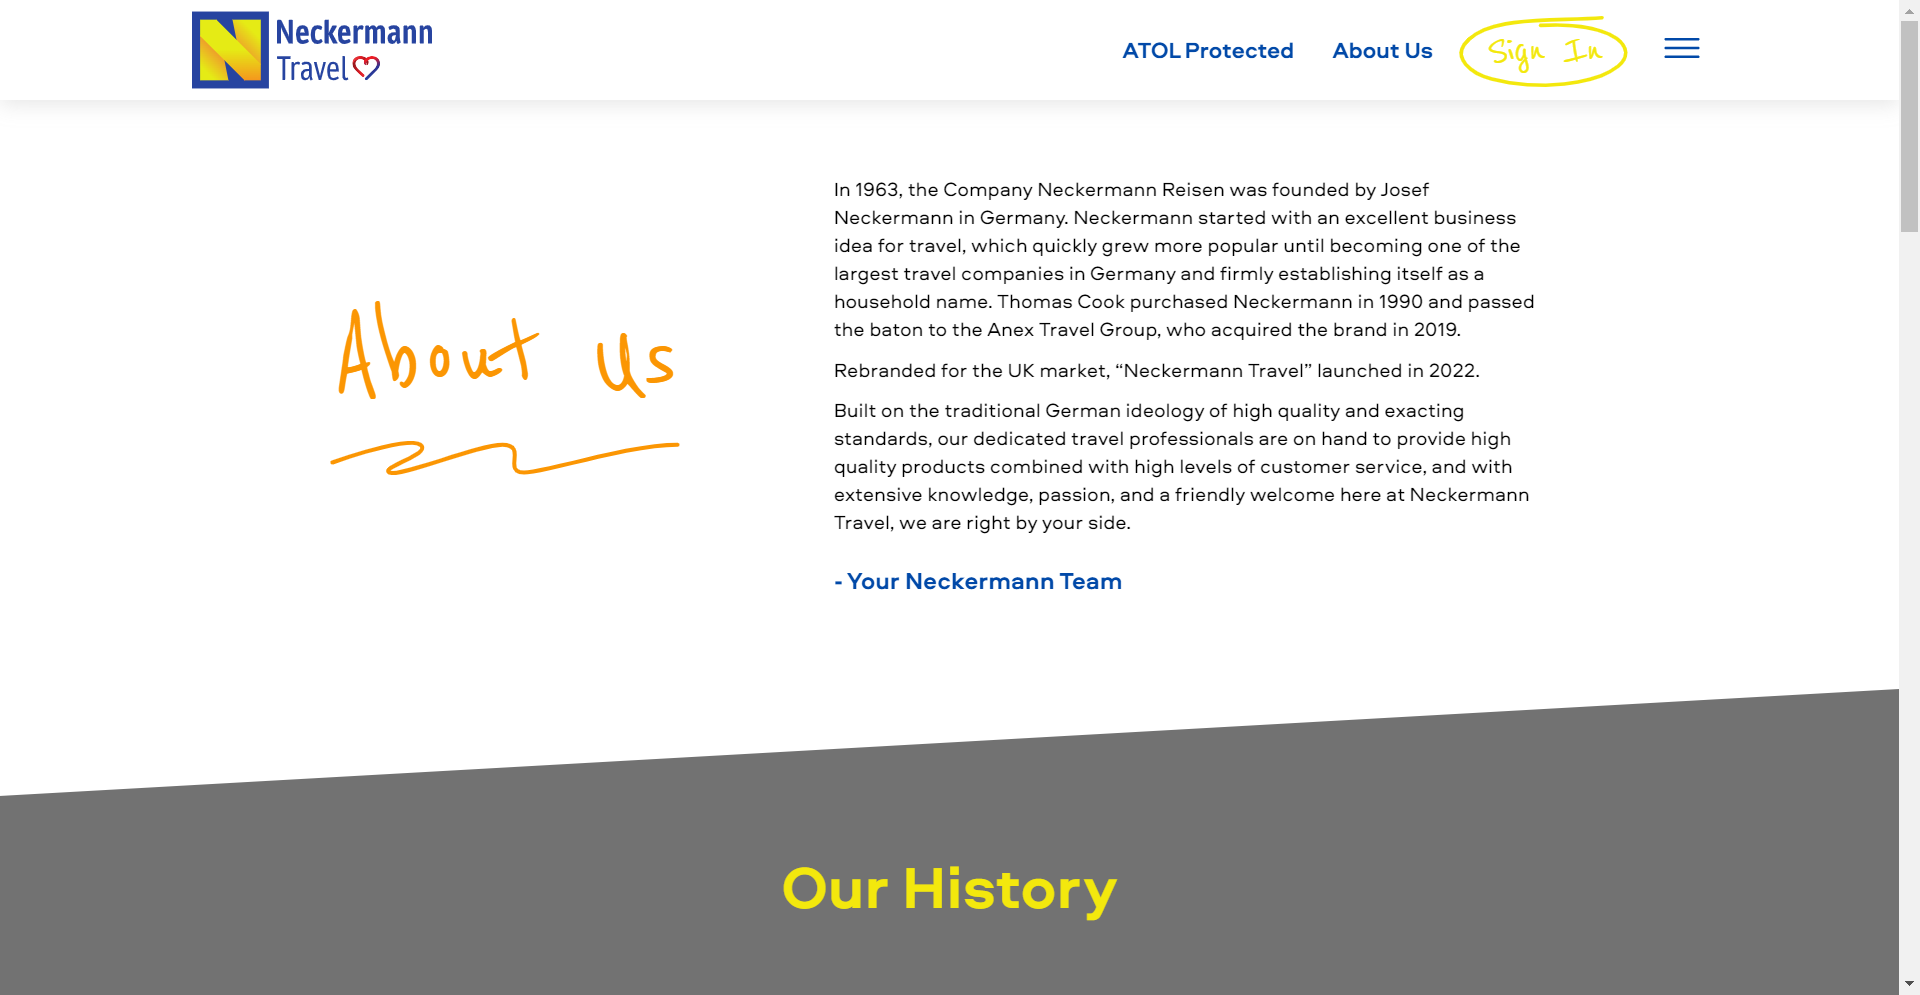 Neckermann
Travel
ATOL Protected
About Us
Sign In
About Us
In 1963, the Company Neckermann Reisen was founded by Josef
Neckermann in Germany. Neckermann started with an excellent business
idea for travel, which quickly grew more popular until becoming one of the
largest travel companies in Germany and firmly establishing itself as a
household name. Thomas Cook purchased Neckermann in 1990 and passed
the baton to the Anex Travel Group, who acquired the brand in 2019.
Rebranded for the UK market, “Neckermann Travel” launched in 2022.
Built on the traditional German ideology of high quality and exacting
standards, our dedicated travel professionals are on hand to provide high
quality products combined with high levels of customer service, and with
extensive knowledge, passion, and a friendly welcome here at Neckermann
Travel, we are right by your side.
- Your Neckermann Team
Our History